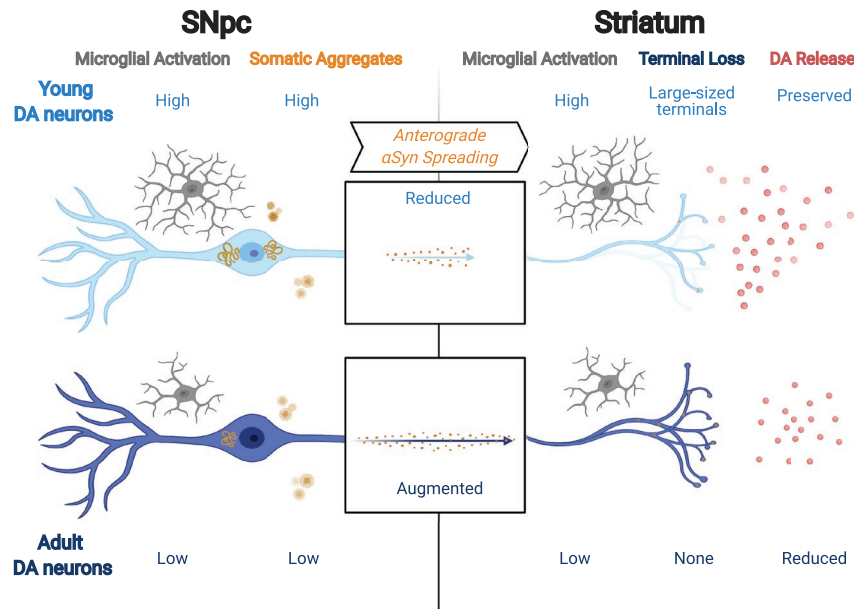 SNpc
Striatum
Microglial Activation
Somatic Aggregates
Microglial Activation
Terminal Loss
DA Release
Young
DA neurons
High
High
High
Large-sized
terminals
Preserved
Anterograde
αSyn Spreading
Reduced
Augmented
Adult
DA neurons
Low
Low
Low
None
Reduced